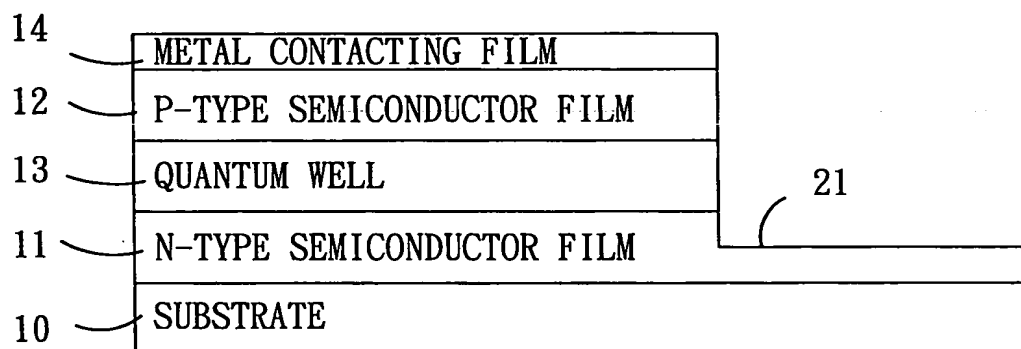 14 METAL CONTACTING FILM
12 P-TYPE SEMICONDUCTOR FILM
13 QUANTUM WELL
21
11 N-TYPE SEMICONDUCTOR FILM
10 SUBSTRATE